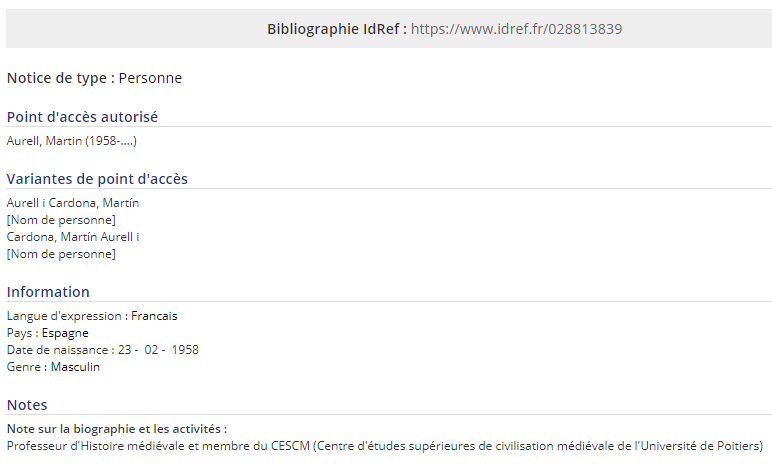 Bibliographie IdRef : https://www.idref.fr/028813839
Notice de type : Personne
Point d'accès autorisé
Aurell, Martin (1958-....)
Variantes de point d'accès
Aurell i Cardona, Martín
[Nom de personne]
Cardona, Martín Aurell i
[Nom de personne]
Information
Langue d'expression : Francais
Pays : Espagne
Date de naissance : 23 - 02 - 1958
Genre : Masculin
Notes
Note sur la biographie et les activités :
Professeur d'Histoire médiévale et membre du CESCM (Centre d'études supérieures de civilisation médiévale de l'Université de Poitiers)